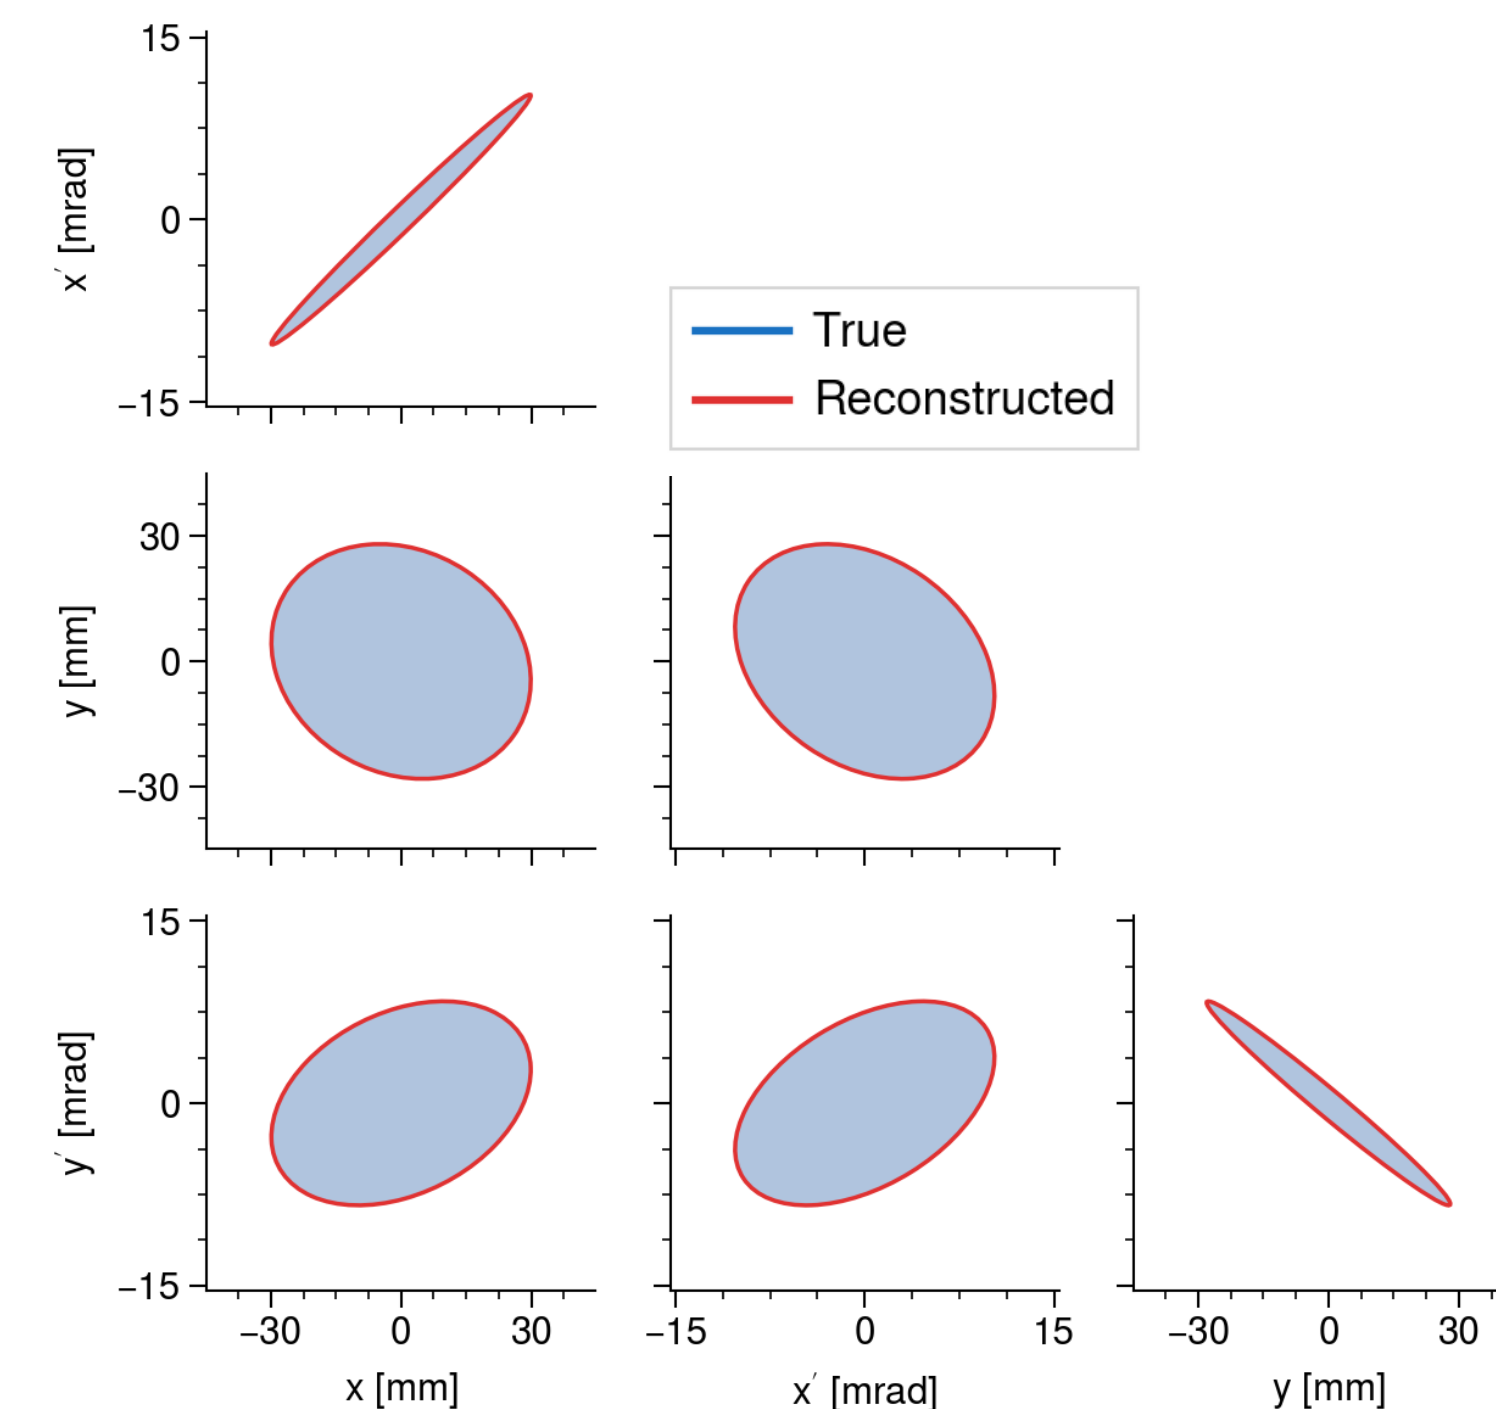 15
x′ [mrad]
0
−15
True
Reconstructed
30
y [mm]
0
−30
15
y′ [mrad]
0
−15
−30 0 30 −15 0 15 −30 0 30
x [mm] x′ [mrad] y [mm]